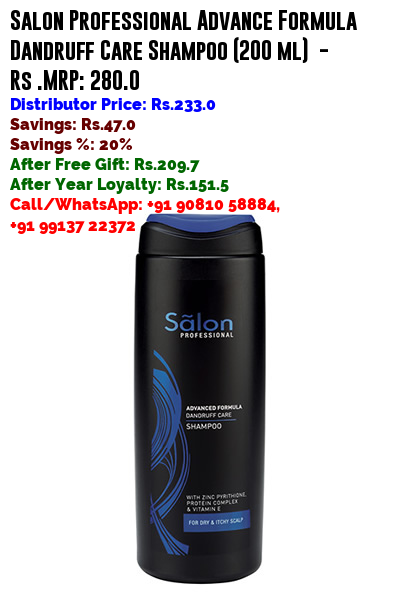 Salon Professional Advance Formula
Dandruff Care Shampoo (200 ml) -
Rs .MRP: 280.0
Distributor Price: Rs.233.0
Savings: Rs.47.0
Savings %: 20%
After Free Gift: Rs.209.7
After Year Loyalty: Rs.151.5
Call/WhatsApp: +91 90810 58884,
+91 99137 22372
Sãlon
PROFESSIONAL
ADVANCED FORMULA
DANDRUFF CARE
SHAMPOO
WITH ZINC PYRITHIONE,
PROTEIN COMPLEX
& VITAMIN E
FOR DRY & ITCHY SCALP